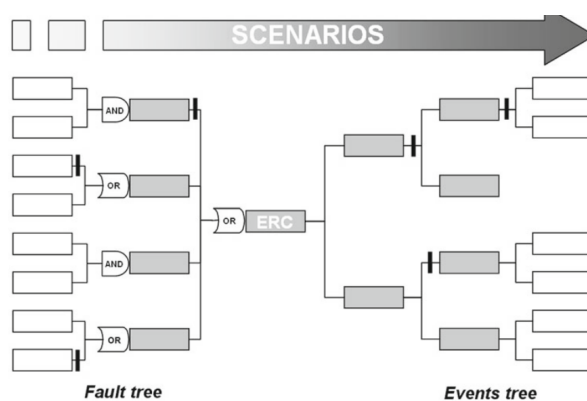 SCENARIOS
AND
OR
OR
ERC
AND
OR
Fault tree
Events tree